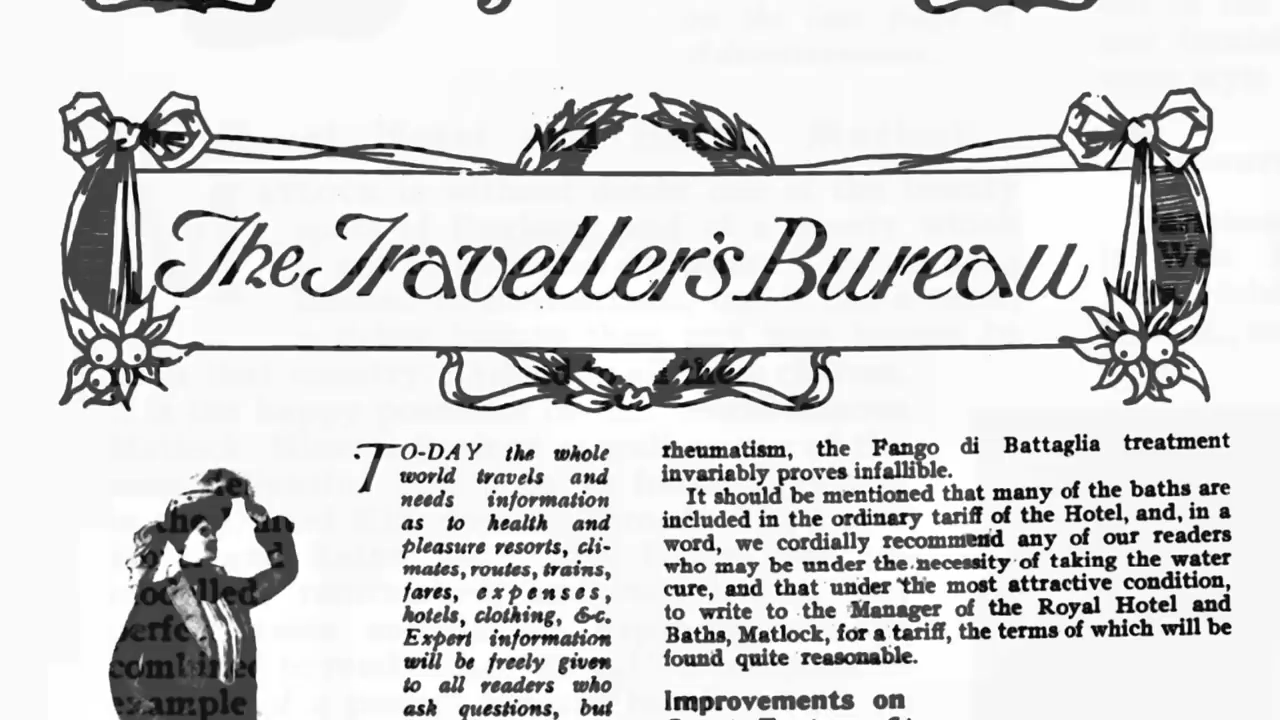 The Traveller's Bureau
TO-DAY the whole
world travels and
needs information
as to health and
pleasure resorts, cli-
mates, routes, trains,
fares, expenses,
hotels, clothing, &c.
Expert information
will be freely given
to all readers who
ask questions, but
rheumatism, the Fango di Battaglia treatment
invariably proves infallible.
It should be mentioned that many of the baths are
included in the ordinary tariff of the Hotel, and, in a
word, we cordially recommend any of our readers
who may be under the necessity of taking the water
cure, and that under the most attractive condition,
to write to the Manager of the Royal Hotel and
Baths, Matlock, for a tariff, the terms of which will be
found quite reasonable.
Improvements on